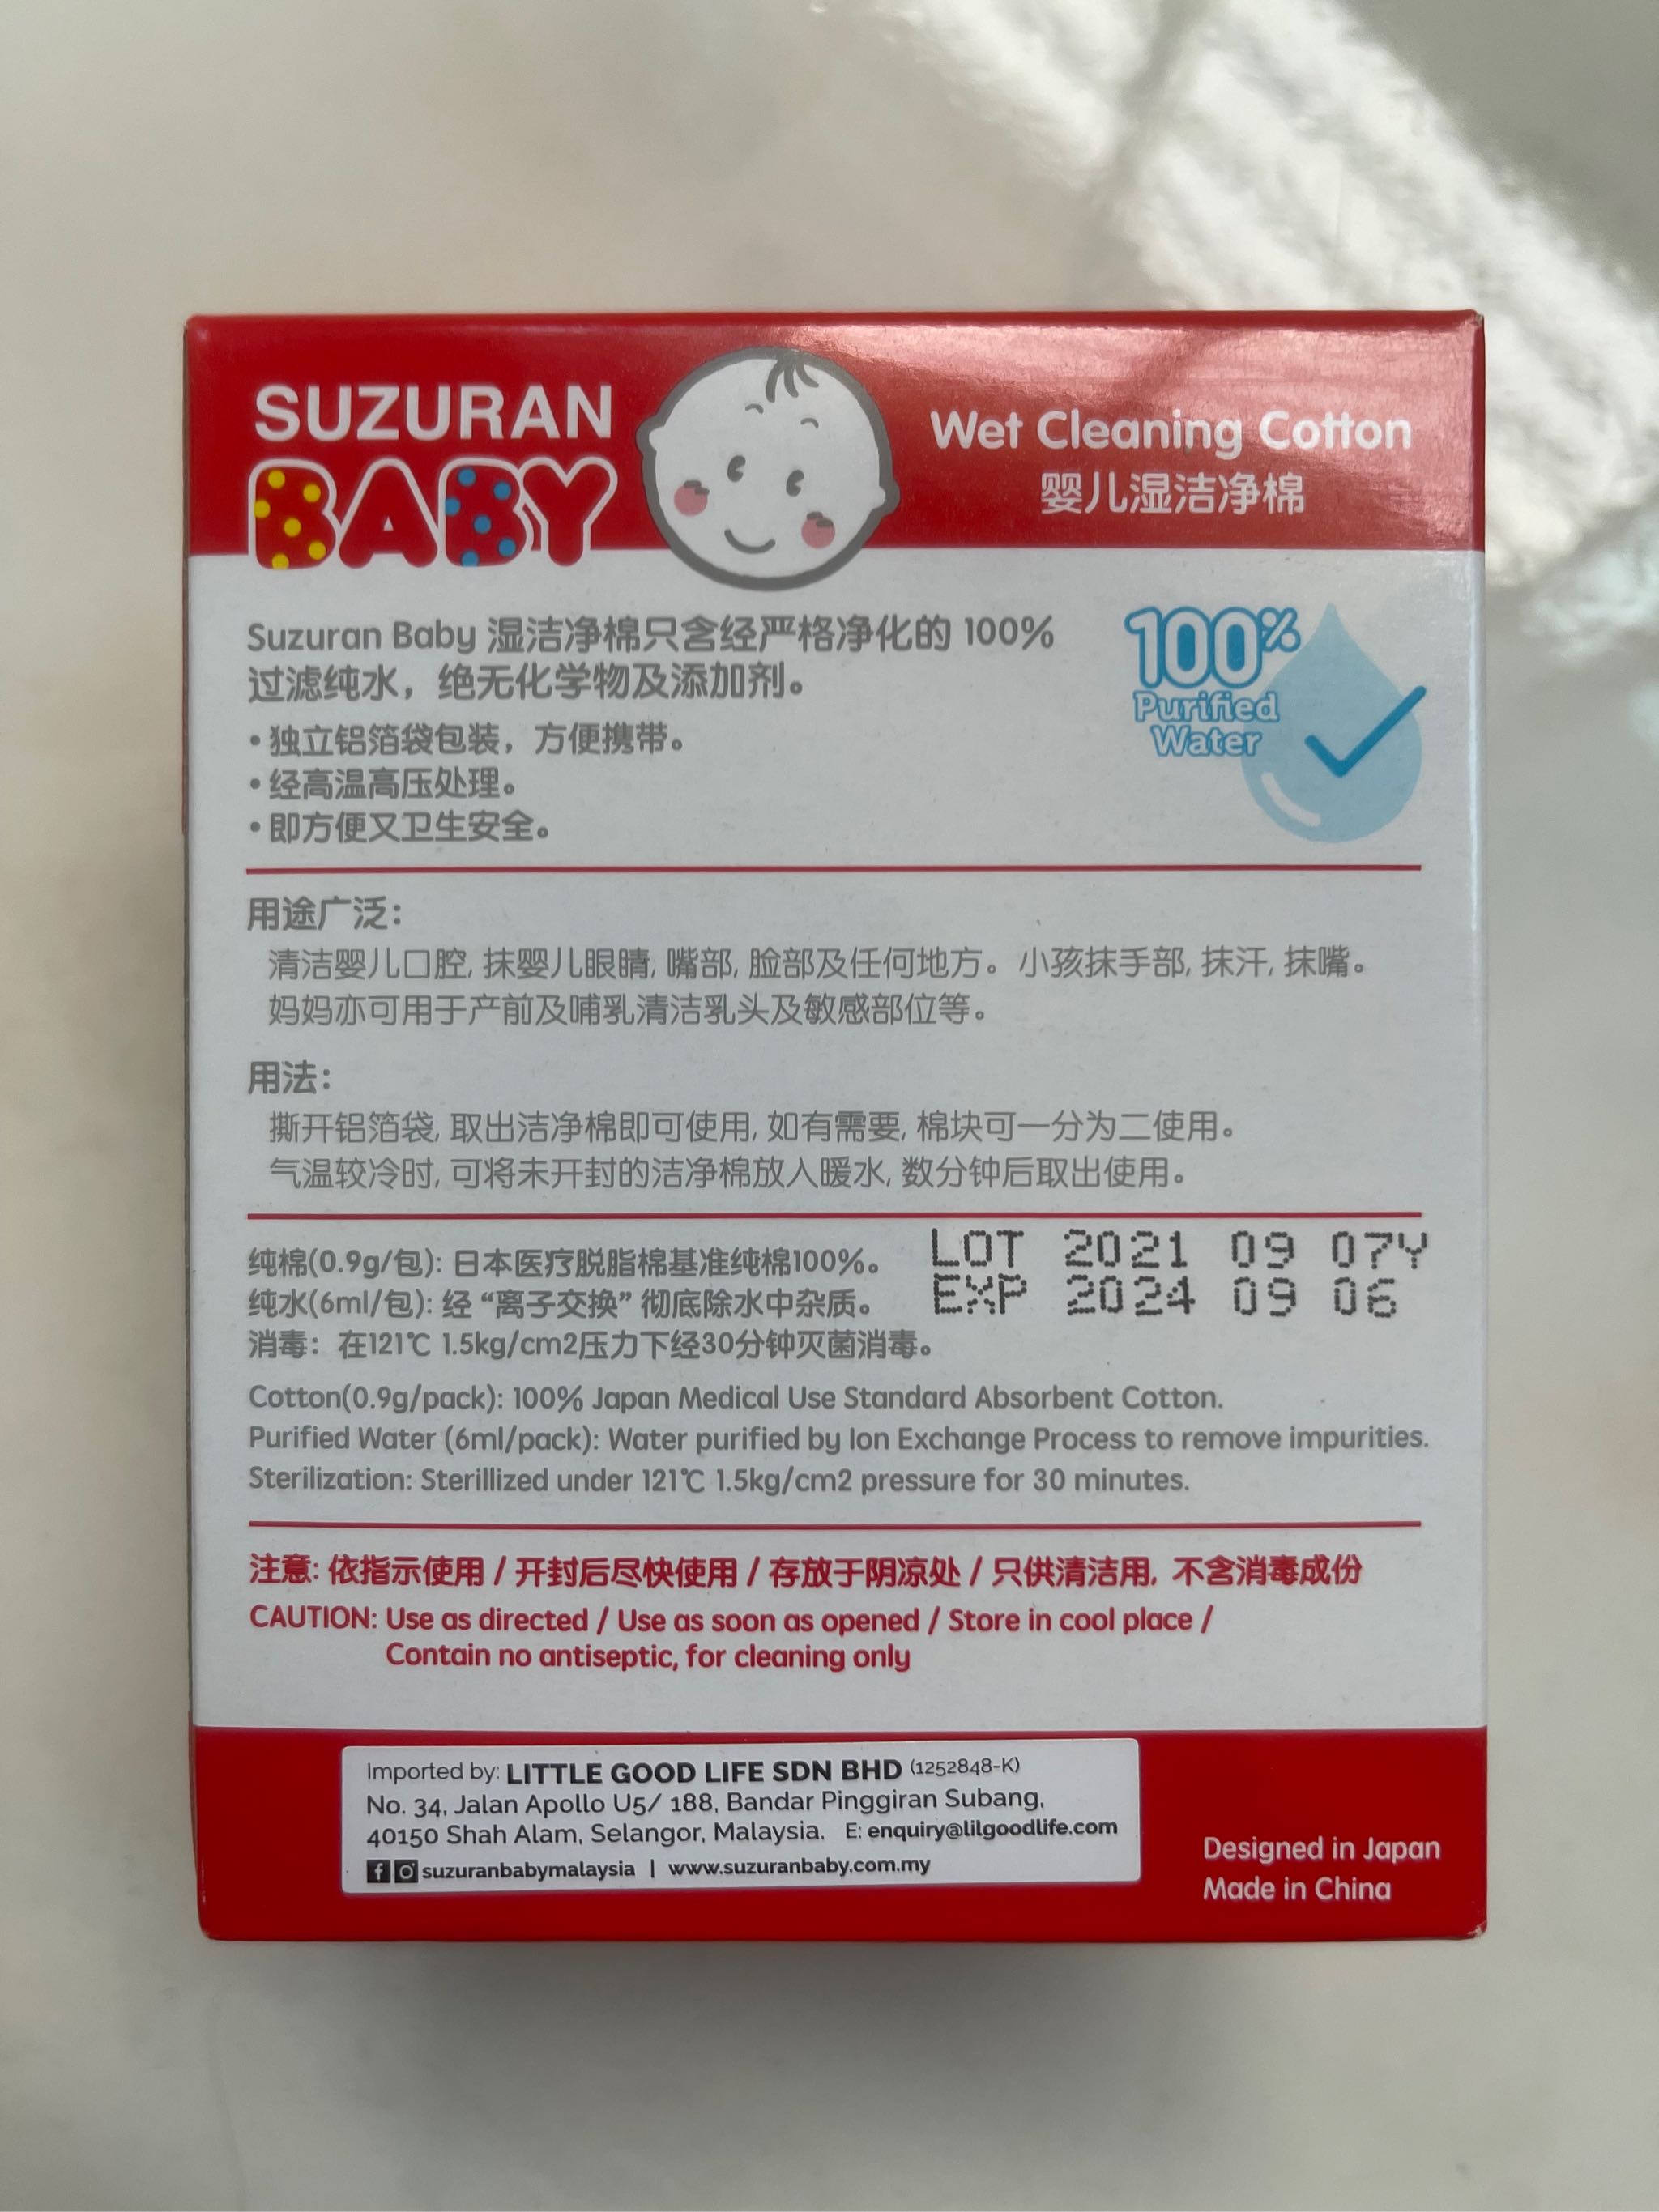 SUZURAN
BABY
Wet Cleaning Cotton
婴儿湿洁净棉
Suzuran Baby 湿洁净棉只含经严格净化的 100%
过滤纯水，绝无化学物及添加剂。
• 独立铝箔袋包装，方便携带。
• 经高温高压处理。
• 即方便又卫生安全。
100%
Purified
Water
用途广泛：
清洁婴儿口腔, 抹婴儿眼睛, 嘴部, 脸部及任何地方。小孩抹手部, 抹汗, 抹嘴。
妈妈亦可用于产前及哺乳清洁乳头及敏感部位等。
用法：
撕开铝箔袋, 取出洁净棉即可使用, 如有需要, 棉块可一分为二使用。
气温较冷时, 可将未开封的洁净棉放入暖水, 数分钟后取出使用。
纯棉(0.9g/包): 日本医疗脱脂棉基准纯棉100%。
纯水(6ml/包): 经 “离子交换” 彻底除水中杂质。
消毒：在121℃ 1.5kg/cm2压力下经30分钟灭菌消毒。
LOT 2021 09 07Y
EXP 2024 09 06
Cotton(0.9g/pack): 100% Japan Medical Use Standard Absorbent Cotton.
Purified Water (6ml/pack): Water purified by Ion Exchange Process to remove impurities.
Sterilization: Sterillized under 121℃ 1.5kg/cm2 pressure for 30 minutes.
注意: 依指示使用 / 开封后尽快使用 / 存放于阴凉处 / 只供清洁用, 不含消毒成份
CAUTION: Use as directed / Use as soon as opened / Store in cool place /
Contain no antiseptic, for cleaning only
Imported by: LITTLE GOOD LIFE SDN BHD (1252848-K)
No. 34, Jalan Apollo U5/ 188, Bandar Pinggiran Subang,
40150 Shah Alam, Selangor, Malaysia. E: enquiry@lilgoodlife.com
suzuranbabymalaysia | www.suzuranbaby.com.my
Designed in Japan
Made in China